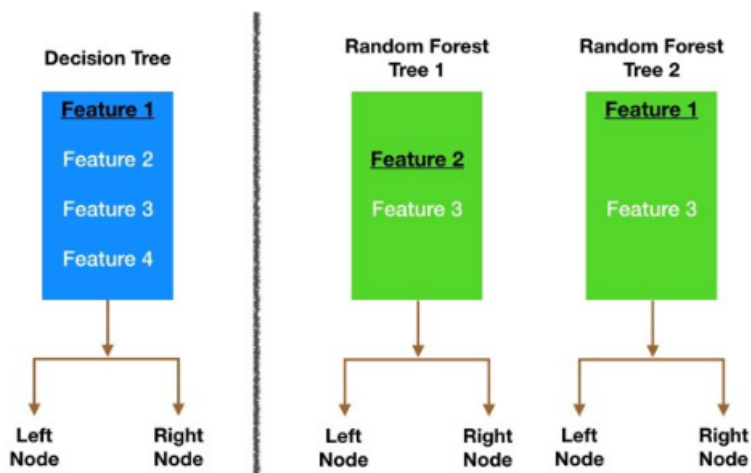 Decision Tree
Feature 1
Feature 2
Feature 3
Feature 4
Left
Node
Right
Node
Random Forest
Tree 1
Feature 2
Feature 3
Left
Node
Right
Node
Random Forest
Tree 2
Feature 1
Feature 3
Left
Node
Right
Node